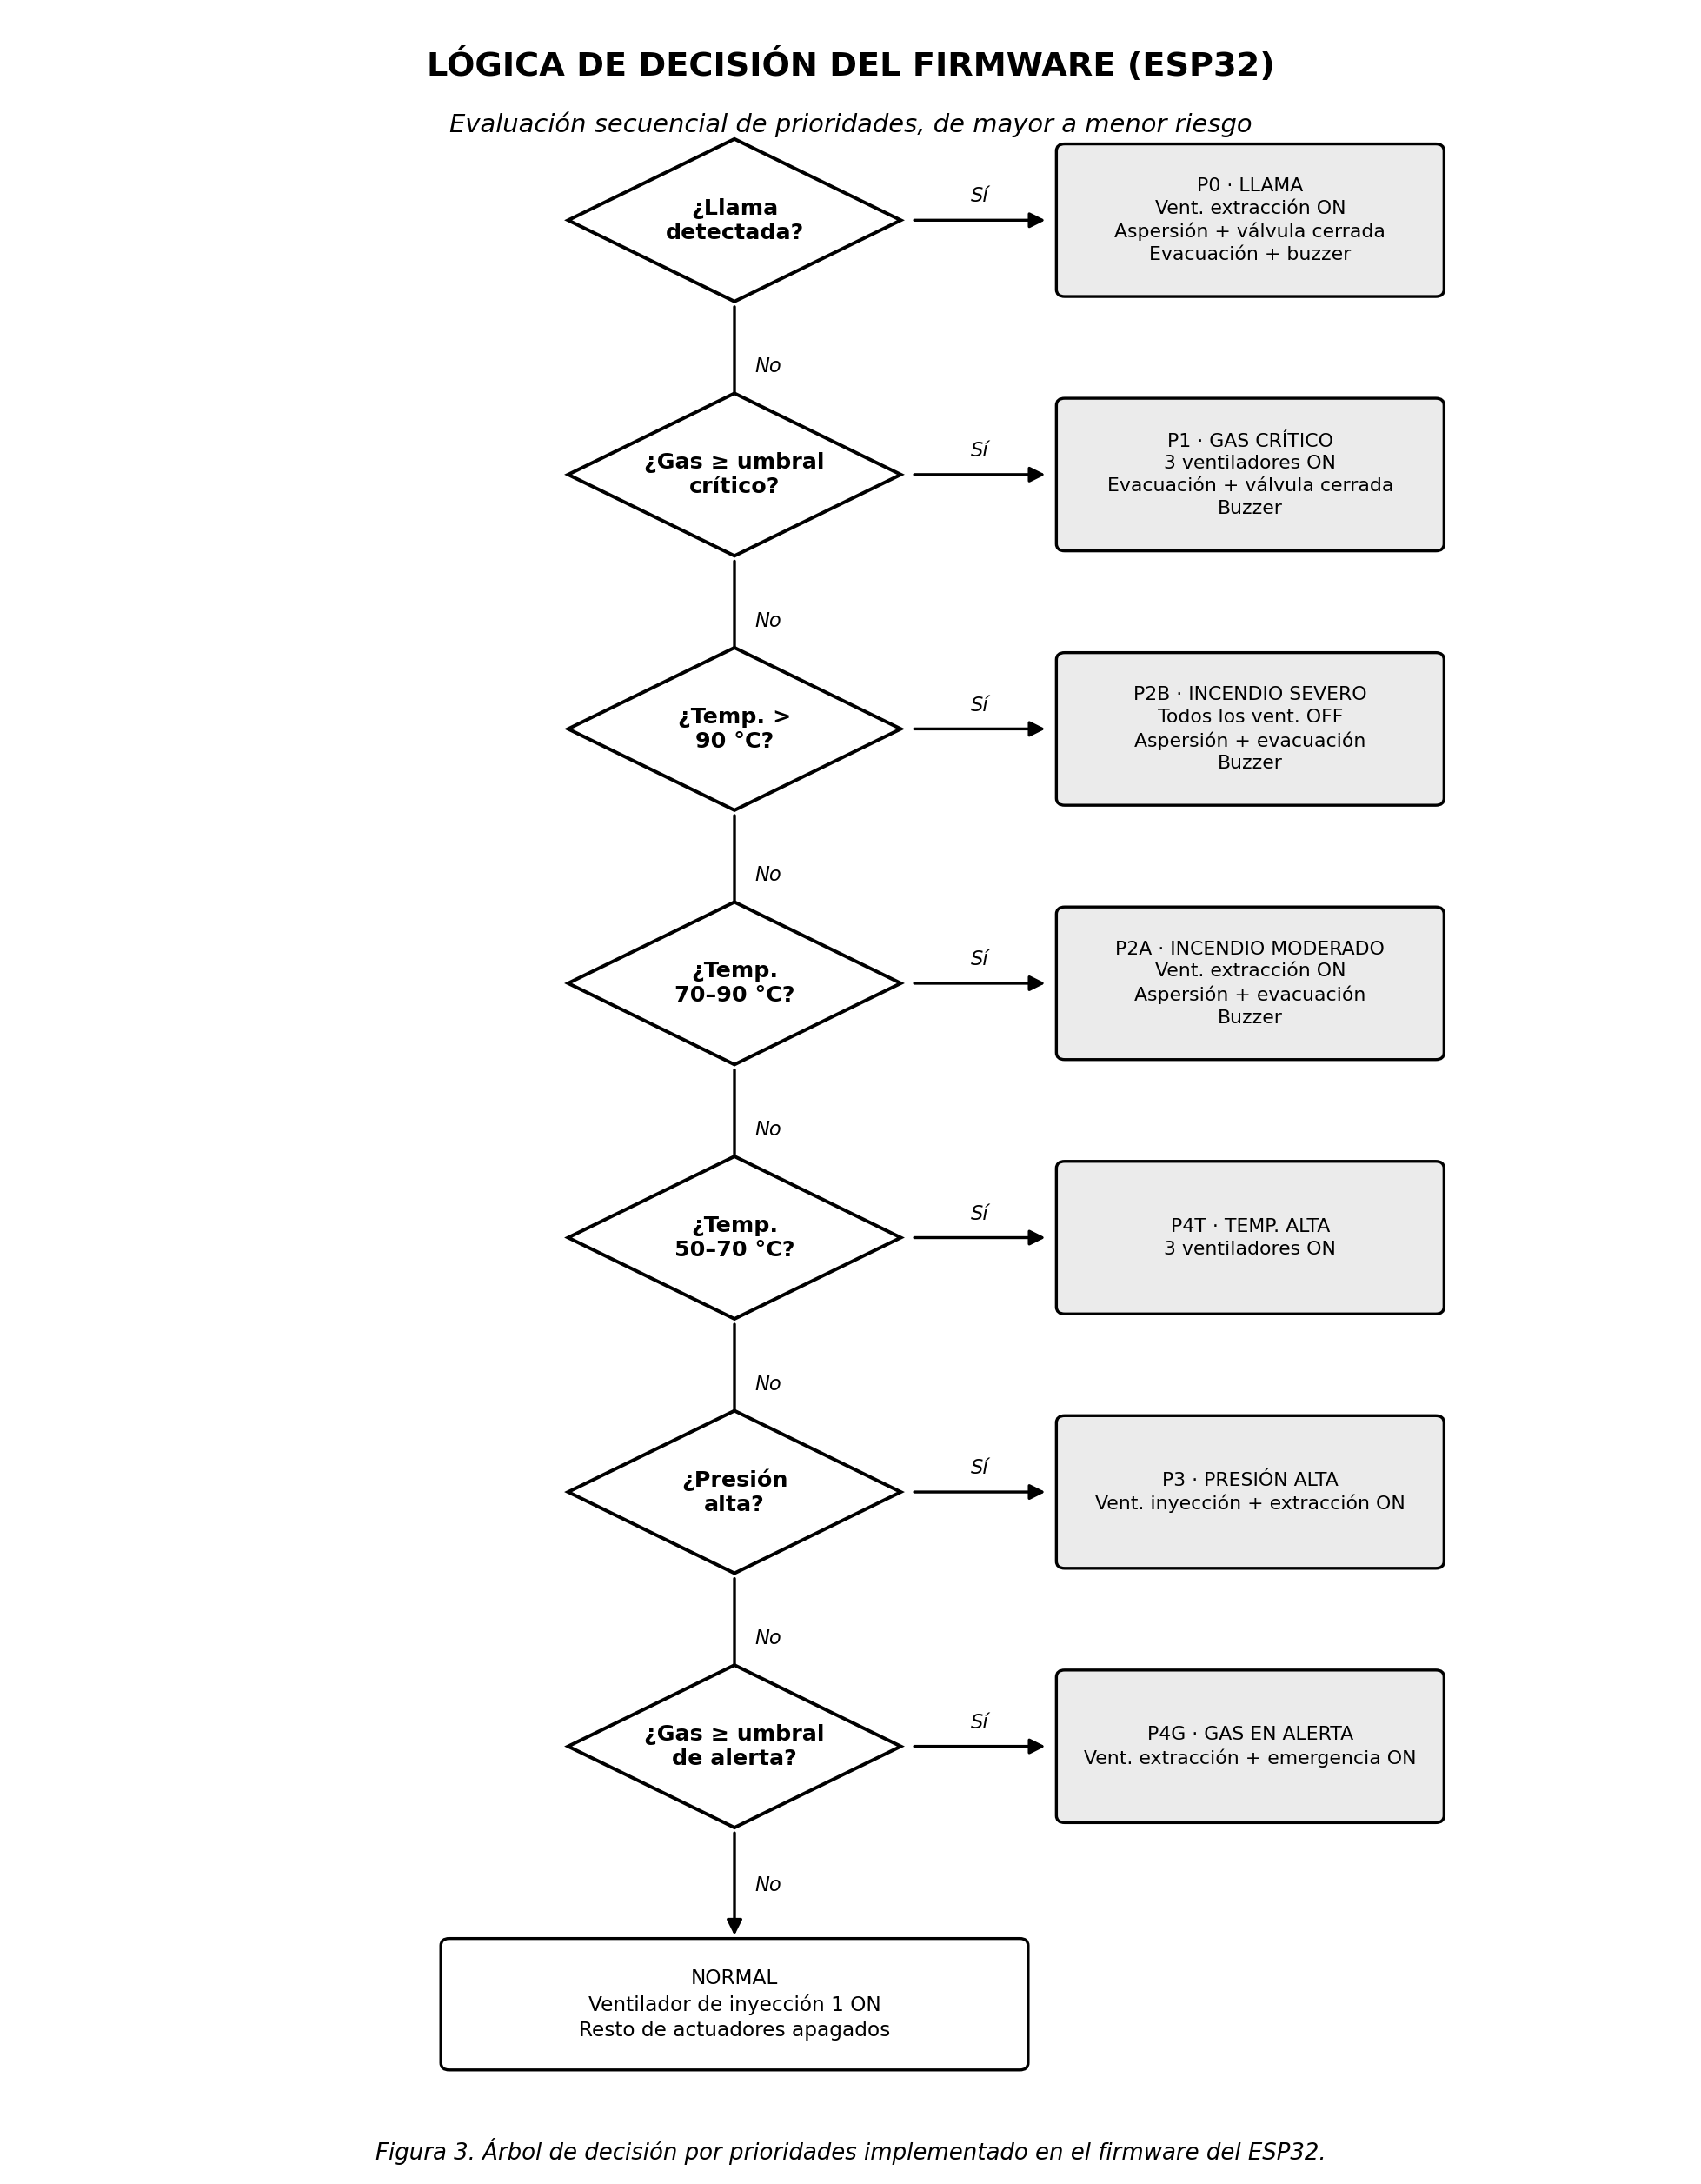 LÓGICA DE DECISIÓN DEL FIRMWARE (ESP32)
Evaluación secuencial de prioridades, de mayor a menor riesgo
¿Llama
detectada?
Sí
P0 · LLAMA
Vent. extracción ON
Aspersión + válvula cerrada
Evacuación + buzzer
No
¿Gas ≥ umbral
crítico?
Sí
P1 · GAS CRÍTICO
3 ventiladores ON
Evacuación + válvula cerrada
Buzzer
No
¿Temp. >
90 °C?
Sí
P2B · INCENDIO SEVERO
Todos los vent. OFF
Aspersión + evacuación
Buzzer
No
¿Temp.
70–90 °C?
Sí
P2A · INCENDIO MODERADO
Vent. extracción ON
Aspersión + evacuación
Buzzer
No
¿Temp.
50–70 °C?
Sí
P4T · TEMP. ALTA
3 ventiladores ON
No
¿Presión
alta?
Sí
P3 · PRESIÓN ALTA
Vent. inyección + extracción ON
No
¿Gas ≥ umbral
de alerta?
Sí
P4G · GAS EN ALERTA
Vent. extracción + emergencia ON
No
NORMAL
Ventilador de inyección 1 ON
Resto de actuadores apagados
Figura 3. Árbol de decisión por prioridades implementado en el firmware del ESP32.